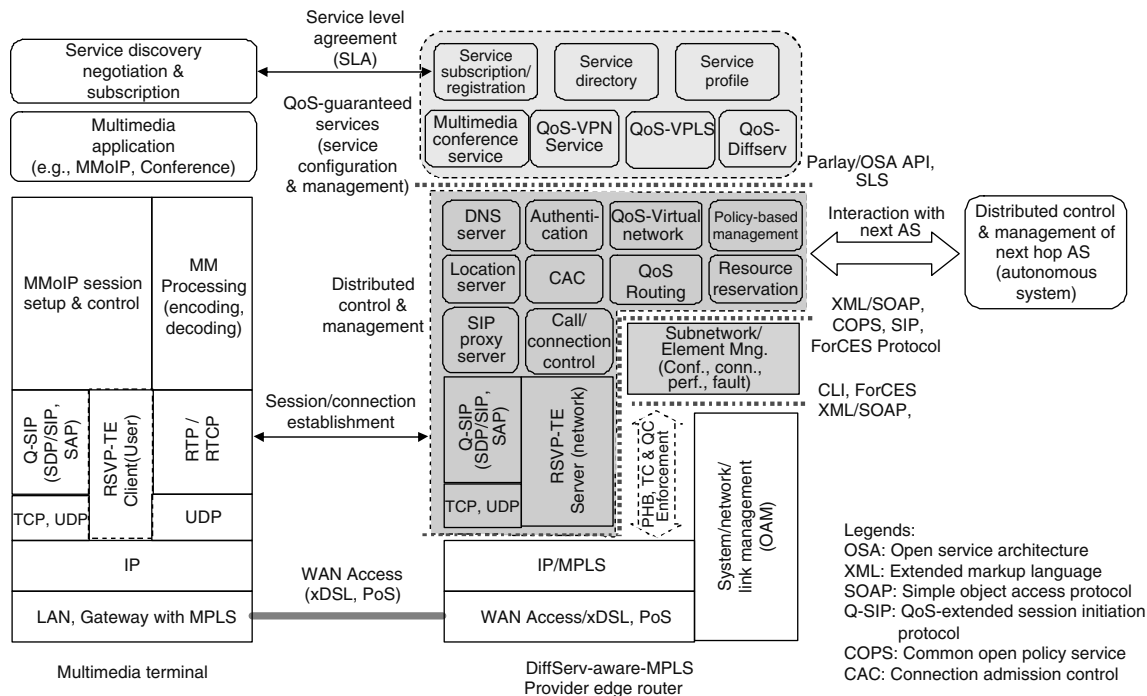 Service discovery
negotiation &
subscription
Multimedia
application
(e.g., MMoIP, Conference)
Service level
agreement
(SLA)
QoS-guaranteed
services
(service
configuration
& management)
Service
subscription/
registration
Service
directory
Service
profile
Multimedia
conference
service
QoS-VPN
Service
QoS-VPLS
QoS-
Diffserv
Parlay/OSA API,
SLS
MMoIP session
setup & control
MM
Processing
(encoding,
decoding)
Distributed
control &
management
DNS
server
Authenti-
cation
QoS-Virtual
network
Policy-based
management
Location
server
CAC
QoS
Routing
Resource
reservation
SIP
proxy
server
Call/
connection
control
Subnetwork/
Element Mng.
(Conf., conn.,
perf., fault)
Interaction with
next AS
Distributed control
& management of
next hop AS
(autonomous
system)
XML/SOAP,
COPS, SIP,
ForCES Protocol
CLI, ForCES
XML/SOAP,
Q-SIP
(SDP/SIP,
SAP)
RSVP-TE
Client(User)
RTP /
RTCP
TCP, UDP
UDP
IP
LAN, Gateway with MPLS
Session/connection
establishment
WAN Access
(xDSL, PoS)
Q-SIP
(SDP/SIP,
SAP)
RSVP-TE
Server (network)
TCP, UDP
PHB, TC & QC
Enforcement
System/network/
link management
(OAM)
IP/MPLS
WAN Access/xDSL, PoS
Multimedia terminal
DiffServ-aware-MPLS
Provider edge router
Legends:
OSA: Open service architecture
XML: Extended markup language
SOAP: Simple object access protocol
Q-SIP: QoS-extended session initiation
protocol
COPS: Common open policy service
CAC: Connection admission control